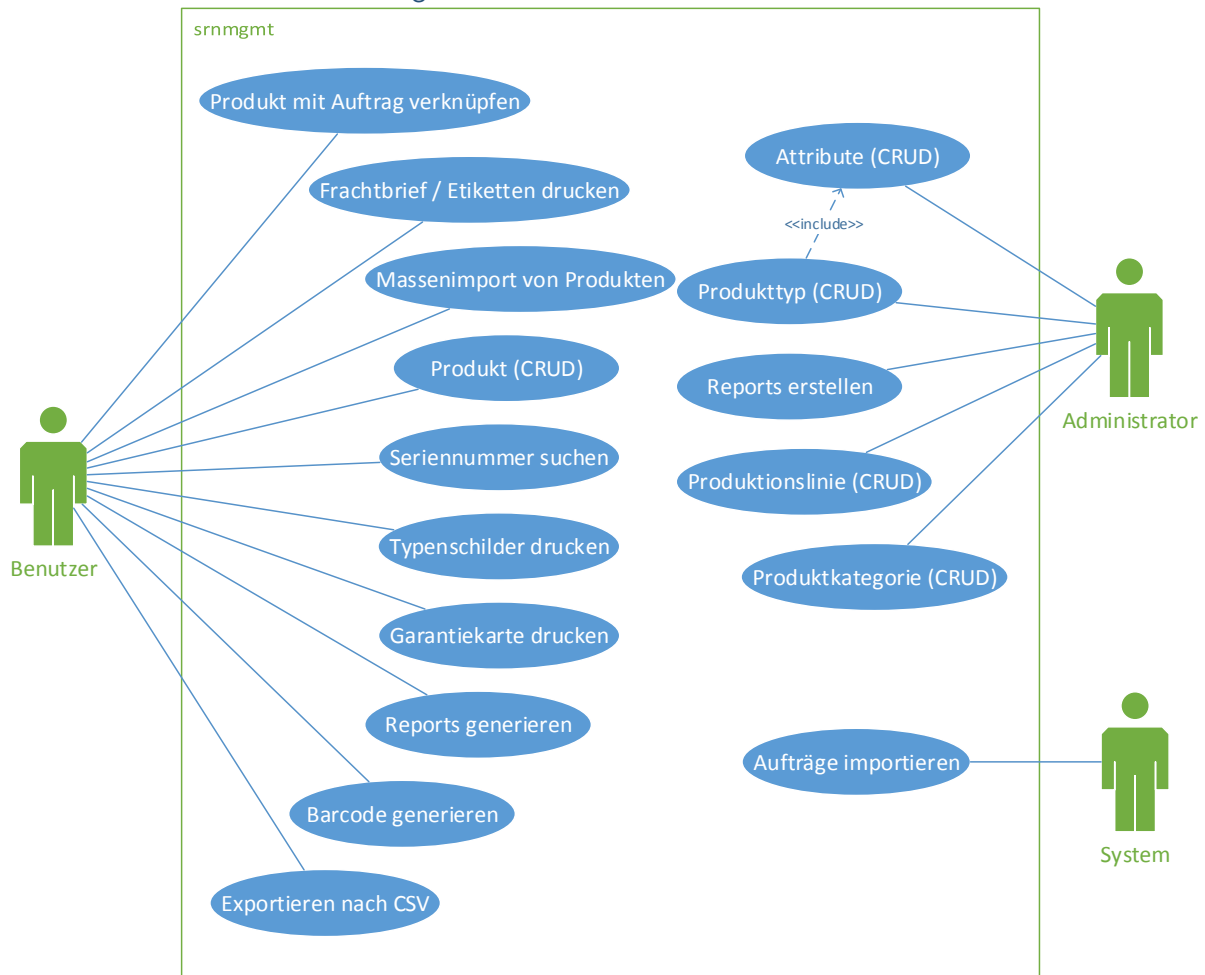 srnmgmt
Produkt mit Auftrag verknüpfen
Frachtbrief / Etiketten drucken
Massenimport von Produkten
Produkt (CRUD)
Seriennummer suchen
Typenschilder drucken
Garantiekarte drucken
Reports generieren
Barcode generieren
Exportieren nach CSV
Benutzer
Attribute (CRUD)
<<include>>
Produkttyp (CRUD)
Reports erstellen
Produktionslinie (CRUD)
Produktkategorie (CRUD)
Aufträge importieren
Administrator
System